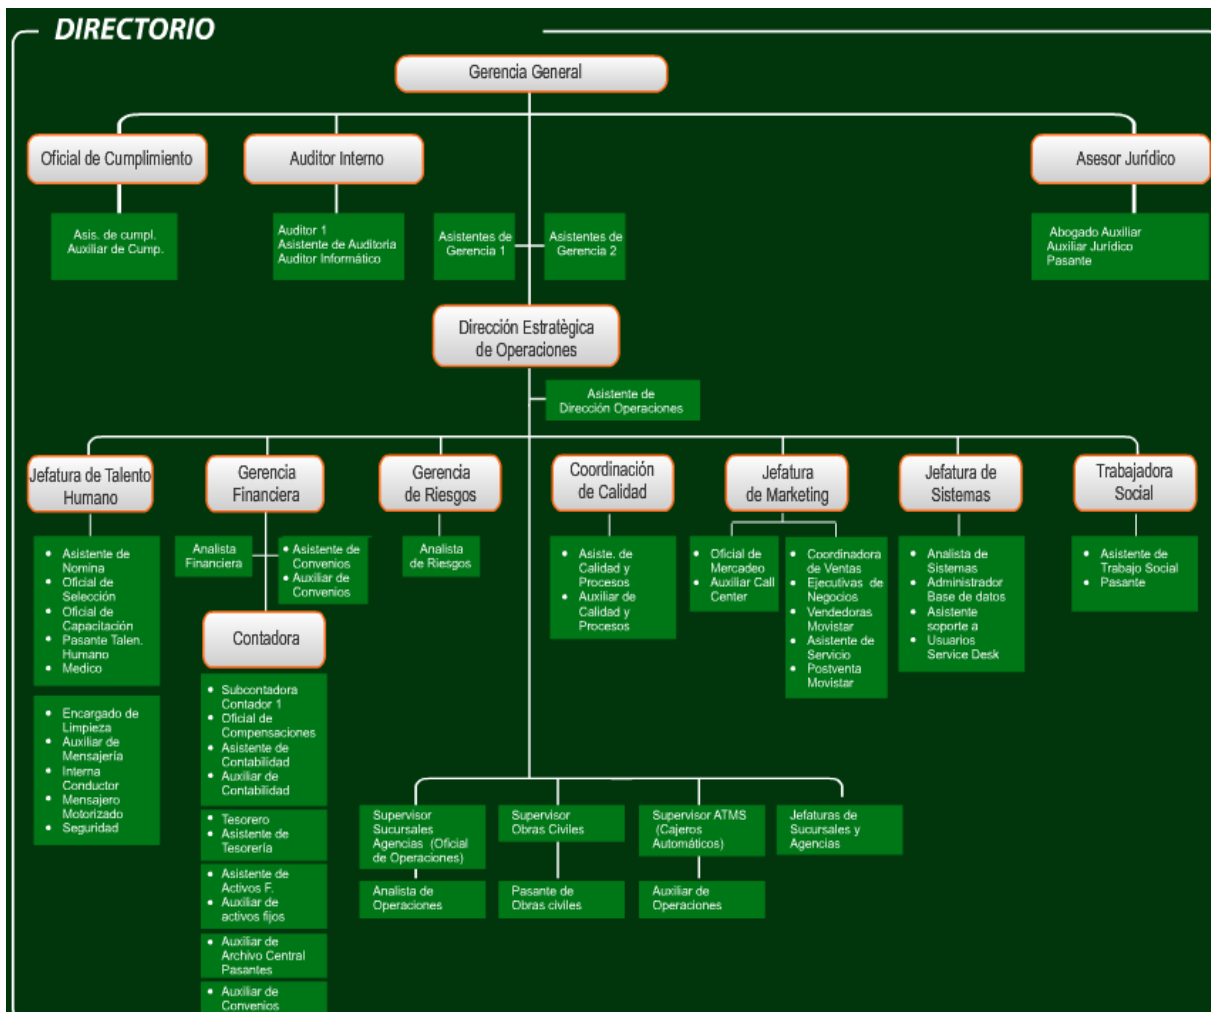 DIRECTORIO
Gerencia General
Oficial de Cumplimiento
Auditor Interno
Asesor Jurídico
Asis. de cumpl.
Auxiliar de Cump.
Auditor 1
Asistente de Auditoria
Auditor Informático
Asistentes de
Gerencia 1
Asistentes de
Gerencia 2
Abogado Auxiliar
Auxiliar Jurídico
Pasante
Dirección Estratègica
de Operaciones
Asistente de
Dirección Operaciones
Jefatura de Talento
Humano
Gerencia
Financiera
Gerencia
de Riesgos
Coordinación
de Calidad
Jefatura
de Marketing
Jefatura de
Sistemas
Trabajadora
Social
• Asistente de
Nomina
• Oficial de
Selección
• Oficial de
Capacitación
• Pasante Talen.
Humano
• Medico
• Encargado de
Limpieza
• Auxiliar de
Mensajería
• Interna
Conductor
• Mensajero
Motorizado
• Seguridad
Analista
Financiera
• Asistente de
Convenios
• Auxiliar de
Convenios
Contadora
• Subcontadora
Contador 1
• Oficial de
Compensaciones
• Asistente de
Contabilidad
• Auxiliar de
Contabilidad
• Tesorero
• Asistente de
Tesorería
• Asistente de
Activos F.
• Auxiliar de
activos fijos
• Auxiliar de
Archivo Central
Pasantes
• Auxiliar de
Convenios
Analista
de Riesgos
• Asiste. de
Calidad y
Procesos
• Auxiliar de
Calidad y
Procesos
• Oficial de
Mercadeo
• Auxiliar Call
Center
• Coordinadora
de Ventas
• Ejecutivas de
Negocios
• Vendedoras
Movistar
• Asistente de
Servicio
• Postventa
Movistar
• Analista de
Sistemas
• Administrador
Base de datos
• Asistente
soporte a
• Usuarios
Service Desk
• Asistente de
Trabajo Social
• Pasante
Supervisor
Sucursales
Agencias (Oficial
de Operaciones)
Analista de
Operaciones
Supervisor
Obras Civiles
Pasante de
Obras civiles
Supervisor ATMS
(Cajeros
Automáticos)
Auxiliar de
Operaciones
Jefaturas de
Sucursales y
Agencias